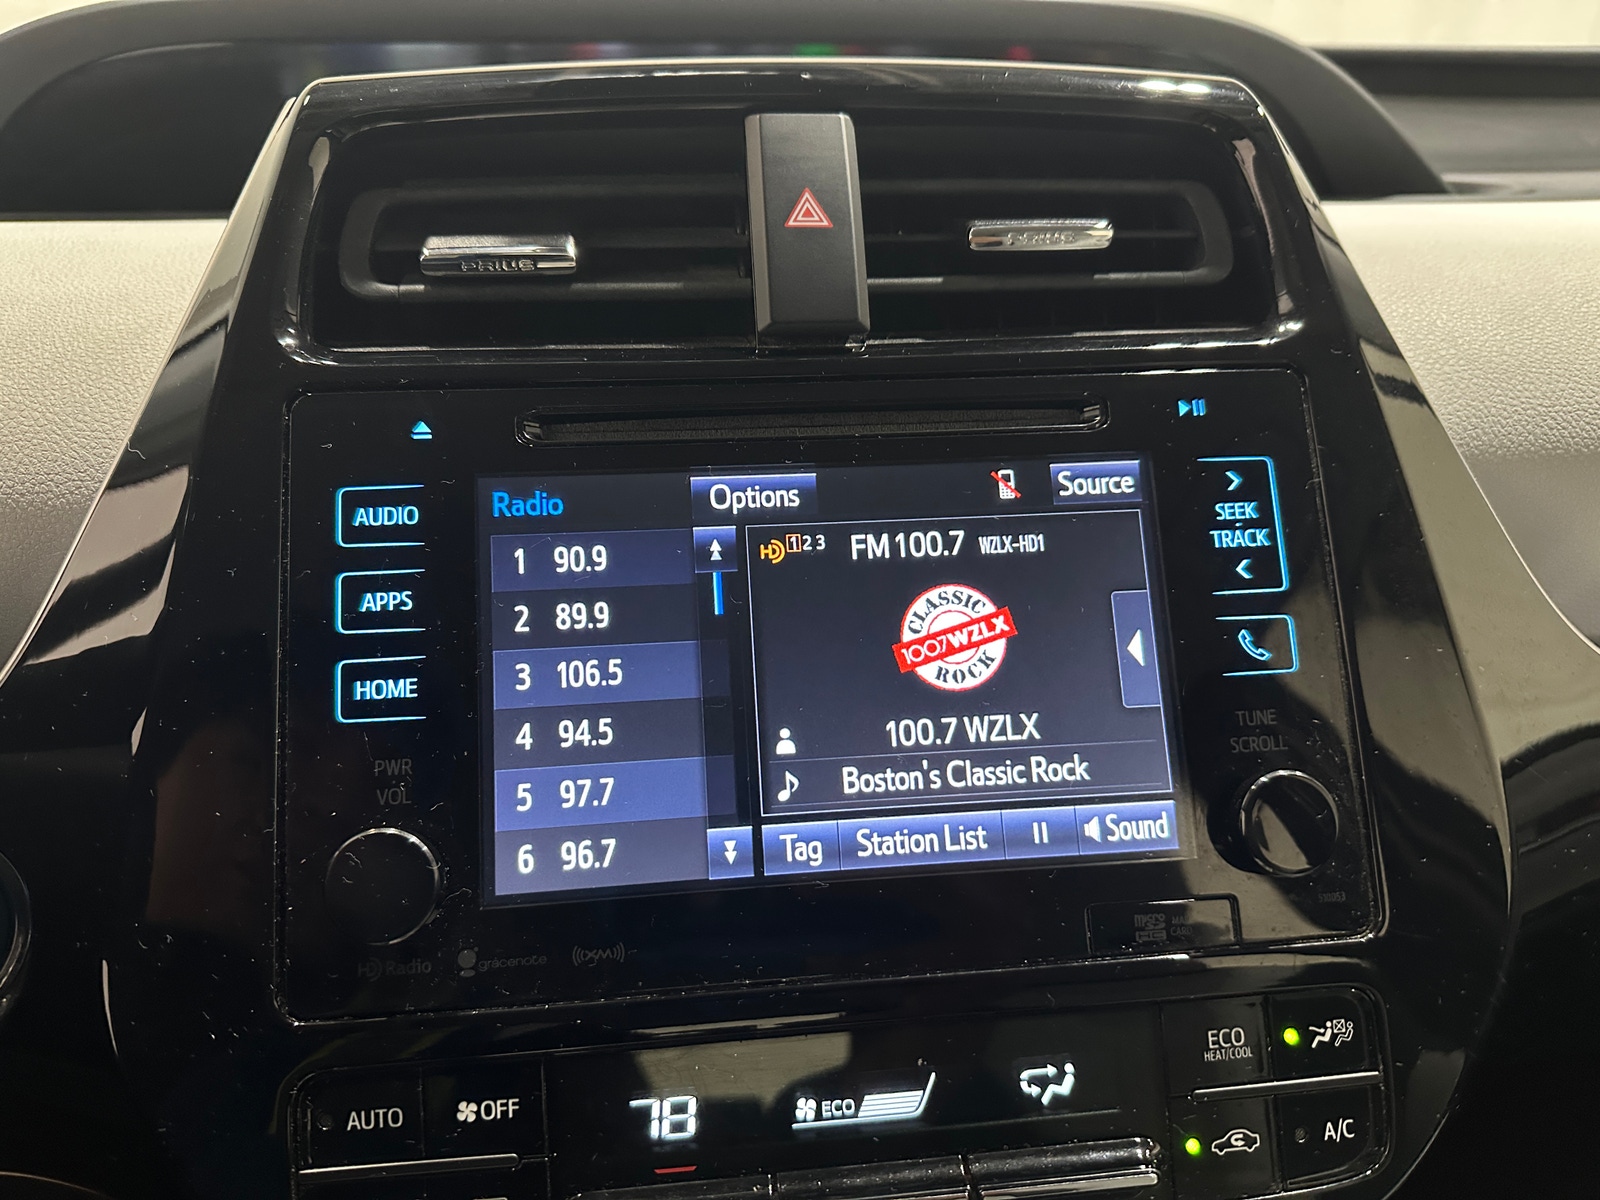 PRIUS
PRIUS
AUDIO
APPS
HOME
PWR
VOL
Radio
Options
Source
1 90.9
2 89.9
3 106.5
4 94.5
5 97.7
6 96.7
HD 1 2 3 FM 100.7 WZLX-HD1
CLASSIC
100.7 WZLX
ROCK
100.7 WZLX
Boston's Classic Rock
Tag
Station List
Sound
SEEK
TRACK
TUNE
SCROLL
HD Radio
gracenote
((XM))
micro
CARD
AUTO
OFF
78
ECO
ECO
HEAT/COOL
A/C